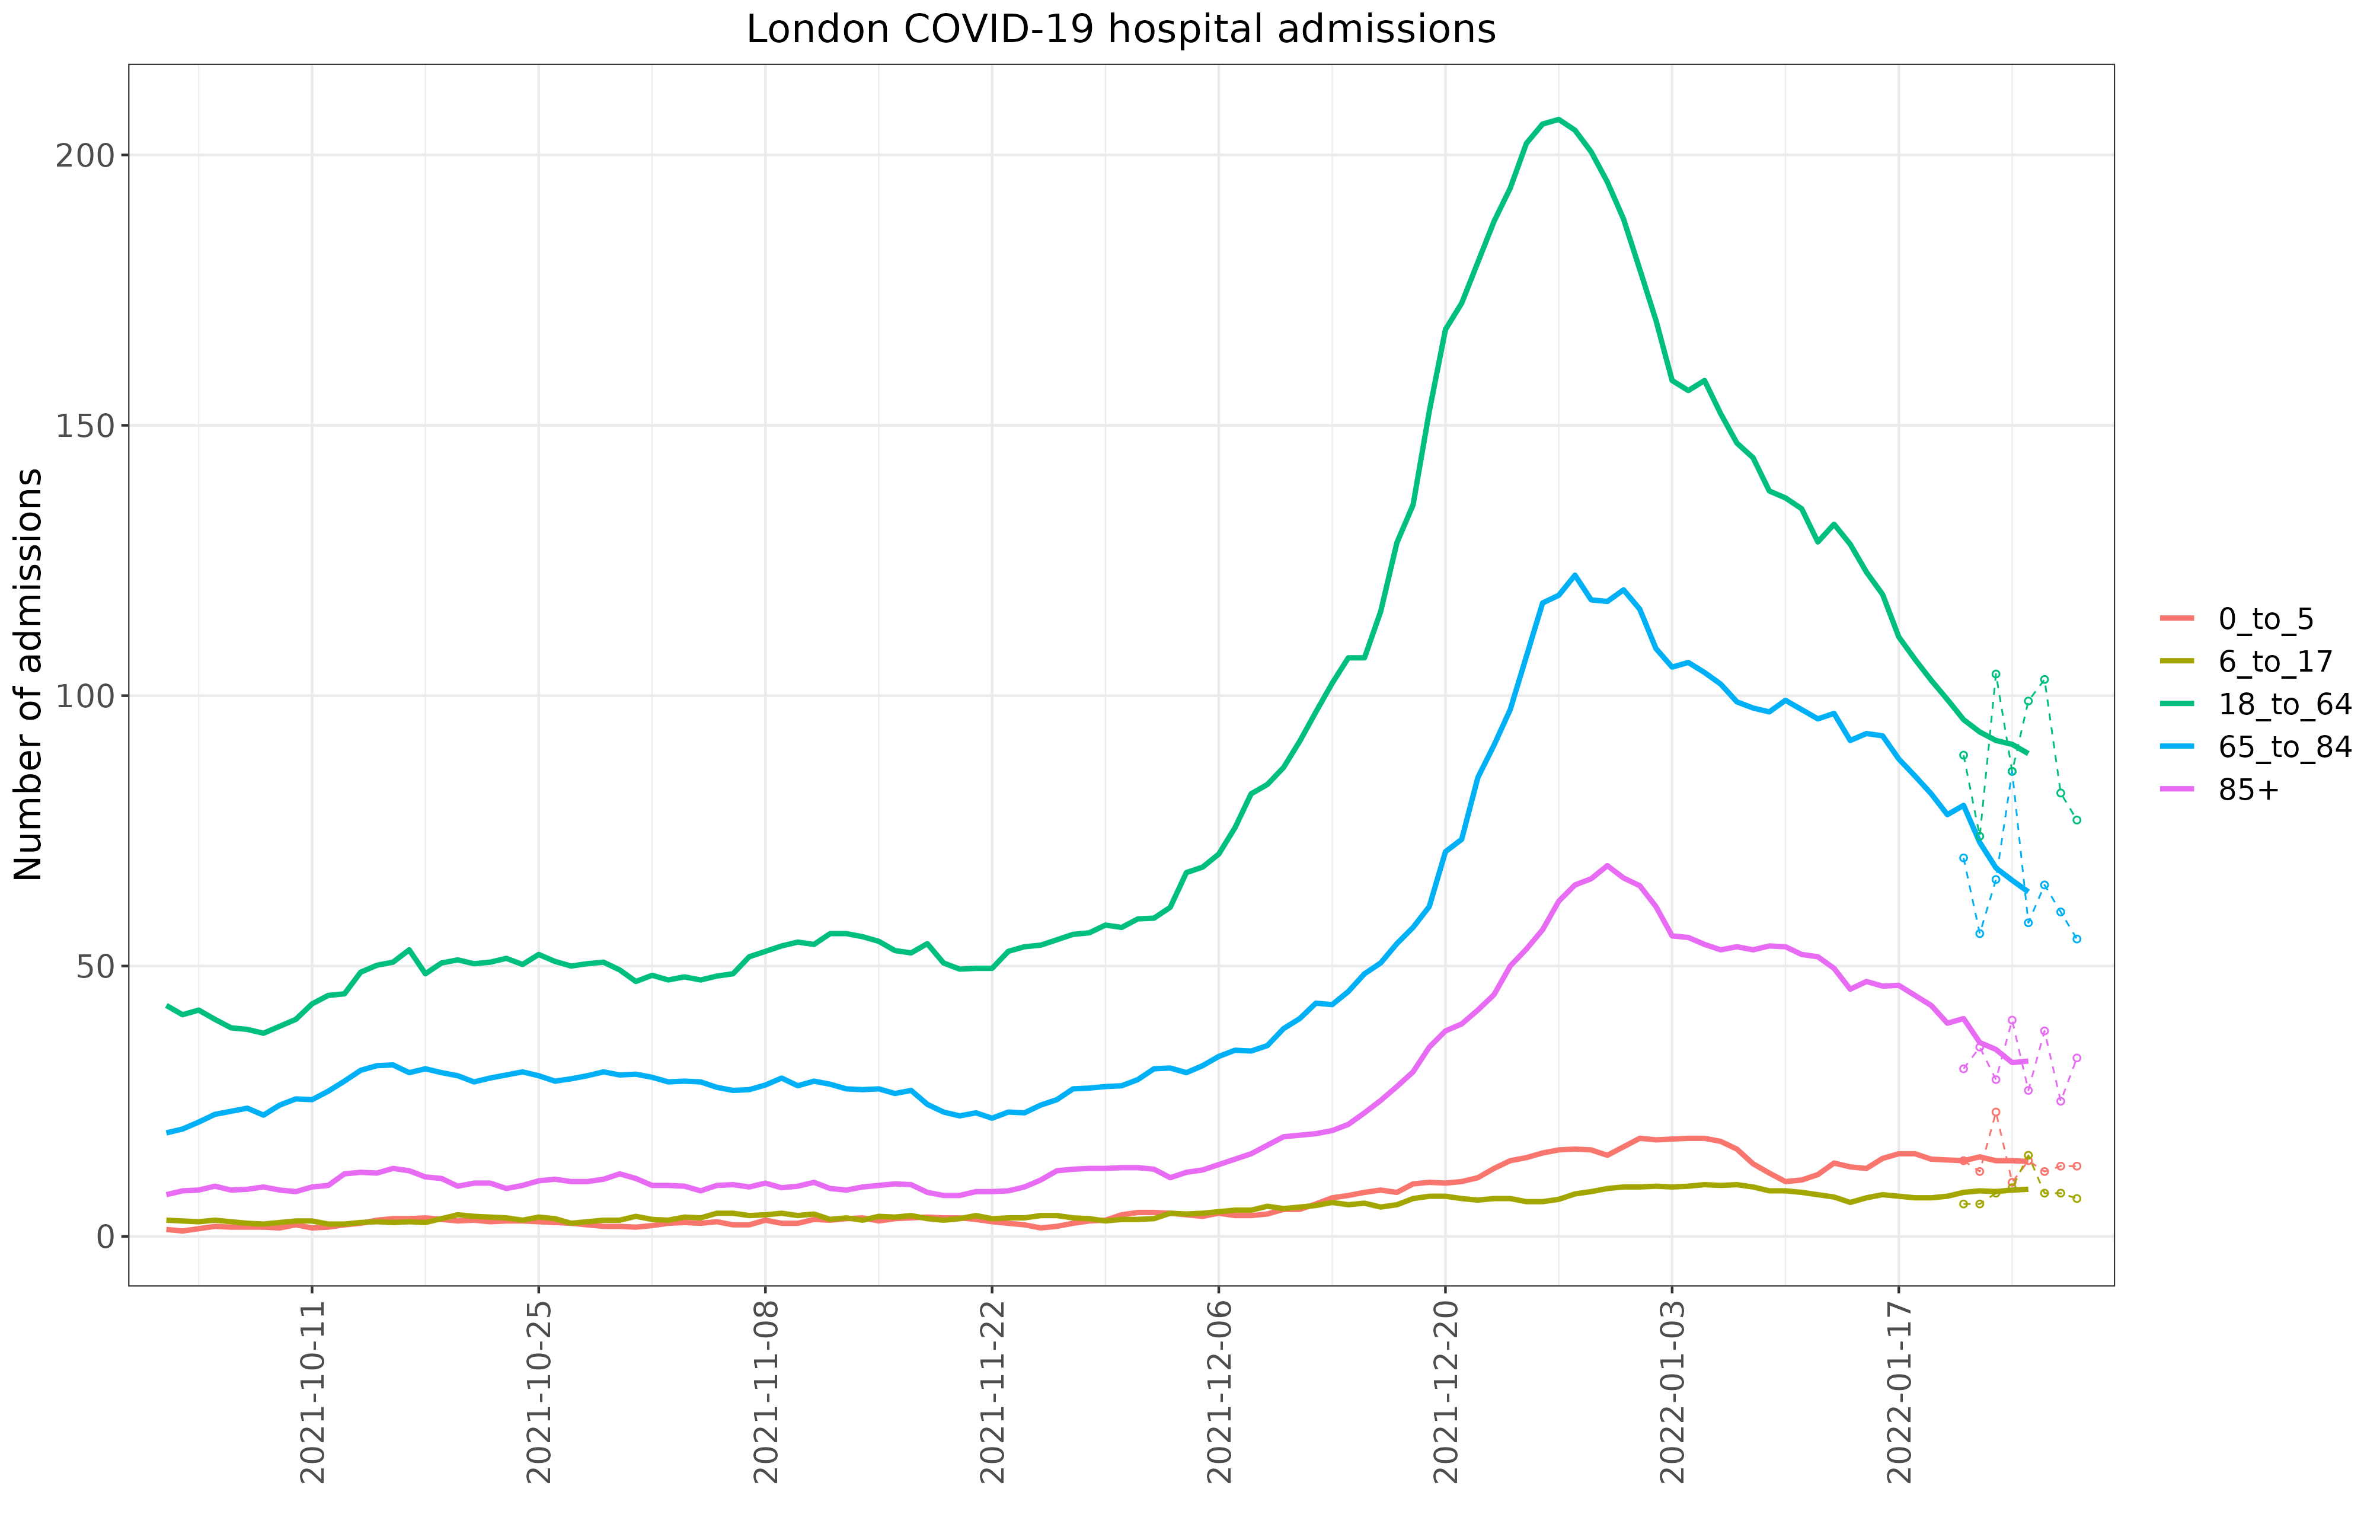 London COVID-19 hospital admissions
Number of admissions
200
150
100
50
0
2021-10-11
2021-10-25
2021-11-08
2021-11-22
2021-12-06
2021-12-20
2022-01-03
2022-01-17
0_to_5
6_to_17
18_to_64
65_to_84
85+